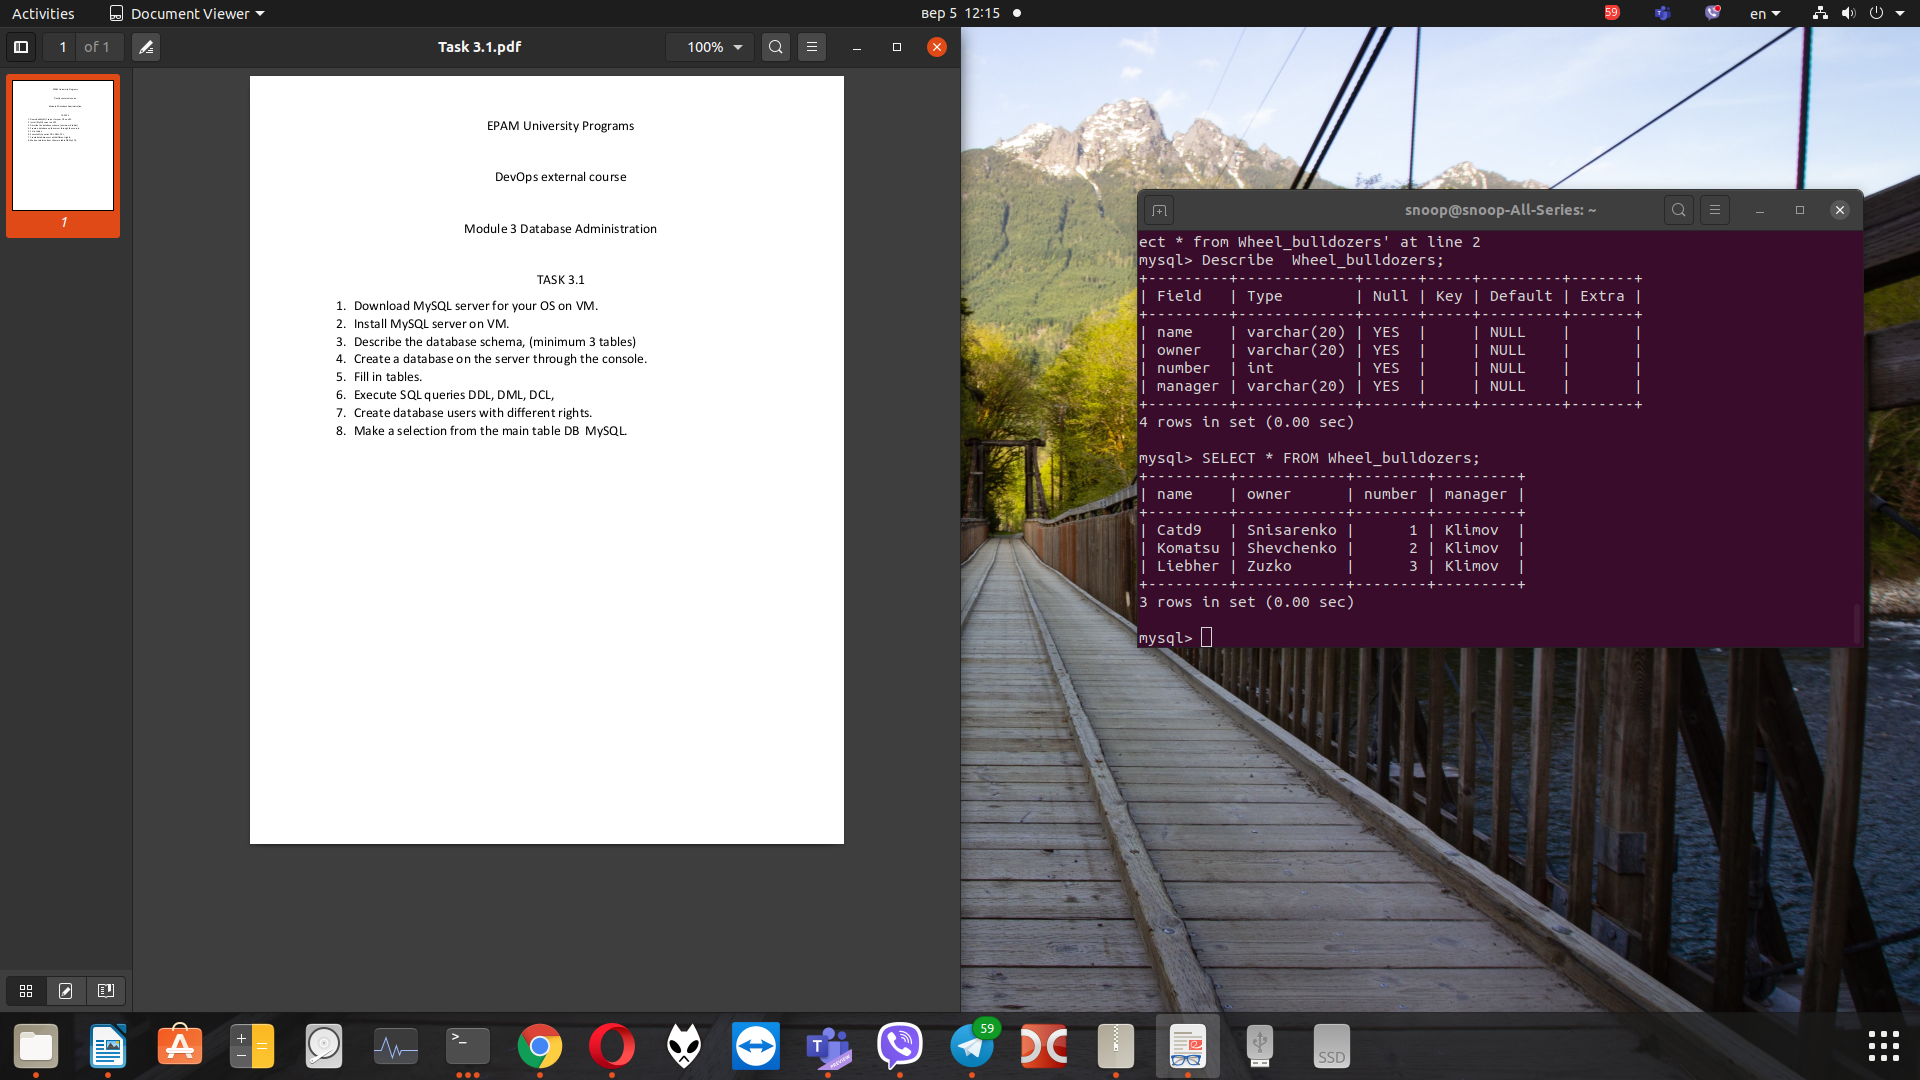 Activities
Document Viewer
вер 5 12:15
59
en
1 of 1
Task 3.1.pdf
100%
1
EPAM University Programs
DevOps external course
Module 3 Database Administration
TASK 3.1
1. Download MySQL server for your OS on VM.
2. Install MySQL server on VM.
3. Describe the database schema, (minimum 3 tables)
4. Create a database on the server through the console.
5. Fill in tables.
6. Execute SQL queries DDL, DML, DCL,
7. Create database users with different rights.
8. Make a selection from the main table DB MySQL.
snoop@snoop-All-Series: ~
ect * from Wheel_bulldozers' at line 2
mysql> Describe  Wheel_bulldozers;
+---------+-------------+------+-----+---------+-------+
| Field   | Type        | Null | Key | Default | Extra |
+---------+-------------+------+-----+---------+-------+
| name    | varchar(20) | YES  |     | NULL    |       |
| owner   | varchar(20) | YES  |     | NULL    |       |
| number  | int         | YES  |     | NULL    |       |
| manager | varchar(20) | YES  |     | NULL    |       |
+---------+-------------+------+-----+---------+-------+
4 rows in set (0.00 sec)
mysql> SELECT * FROM Wheel_bulldozers;
+---------+------------+--------+---------+
| name    | owner      | number | manager |
+---------+------------+--------+---------+
| Catd9   | Snisarenko |      1 | Klimov  |
| Komatsu | Shevchenko |      2 | Klimov  |
| Liebher | Zuzko      |      3 | Klimov  |
+---------+------------+--------+---------+
3 rows in set (0.00 sec)
mysql>
59
PREVIEW
SSD